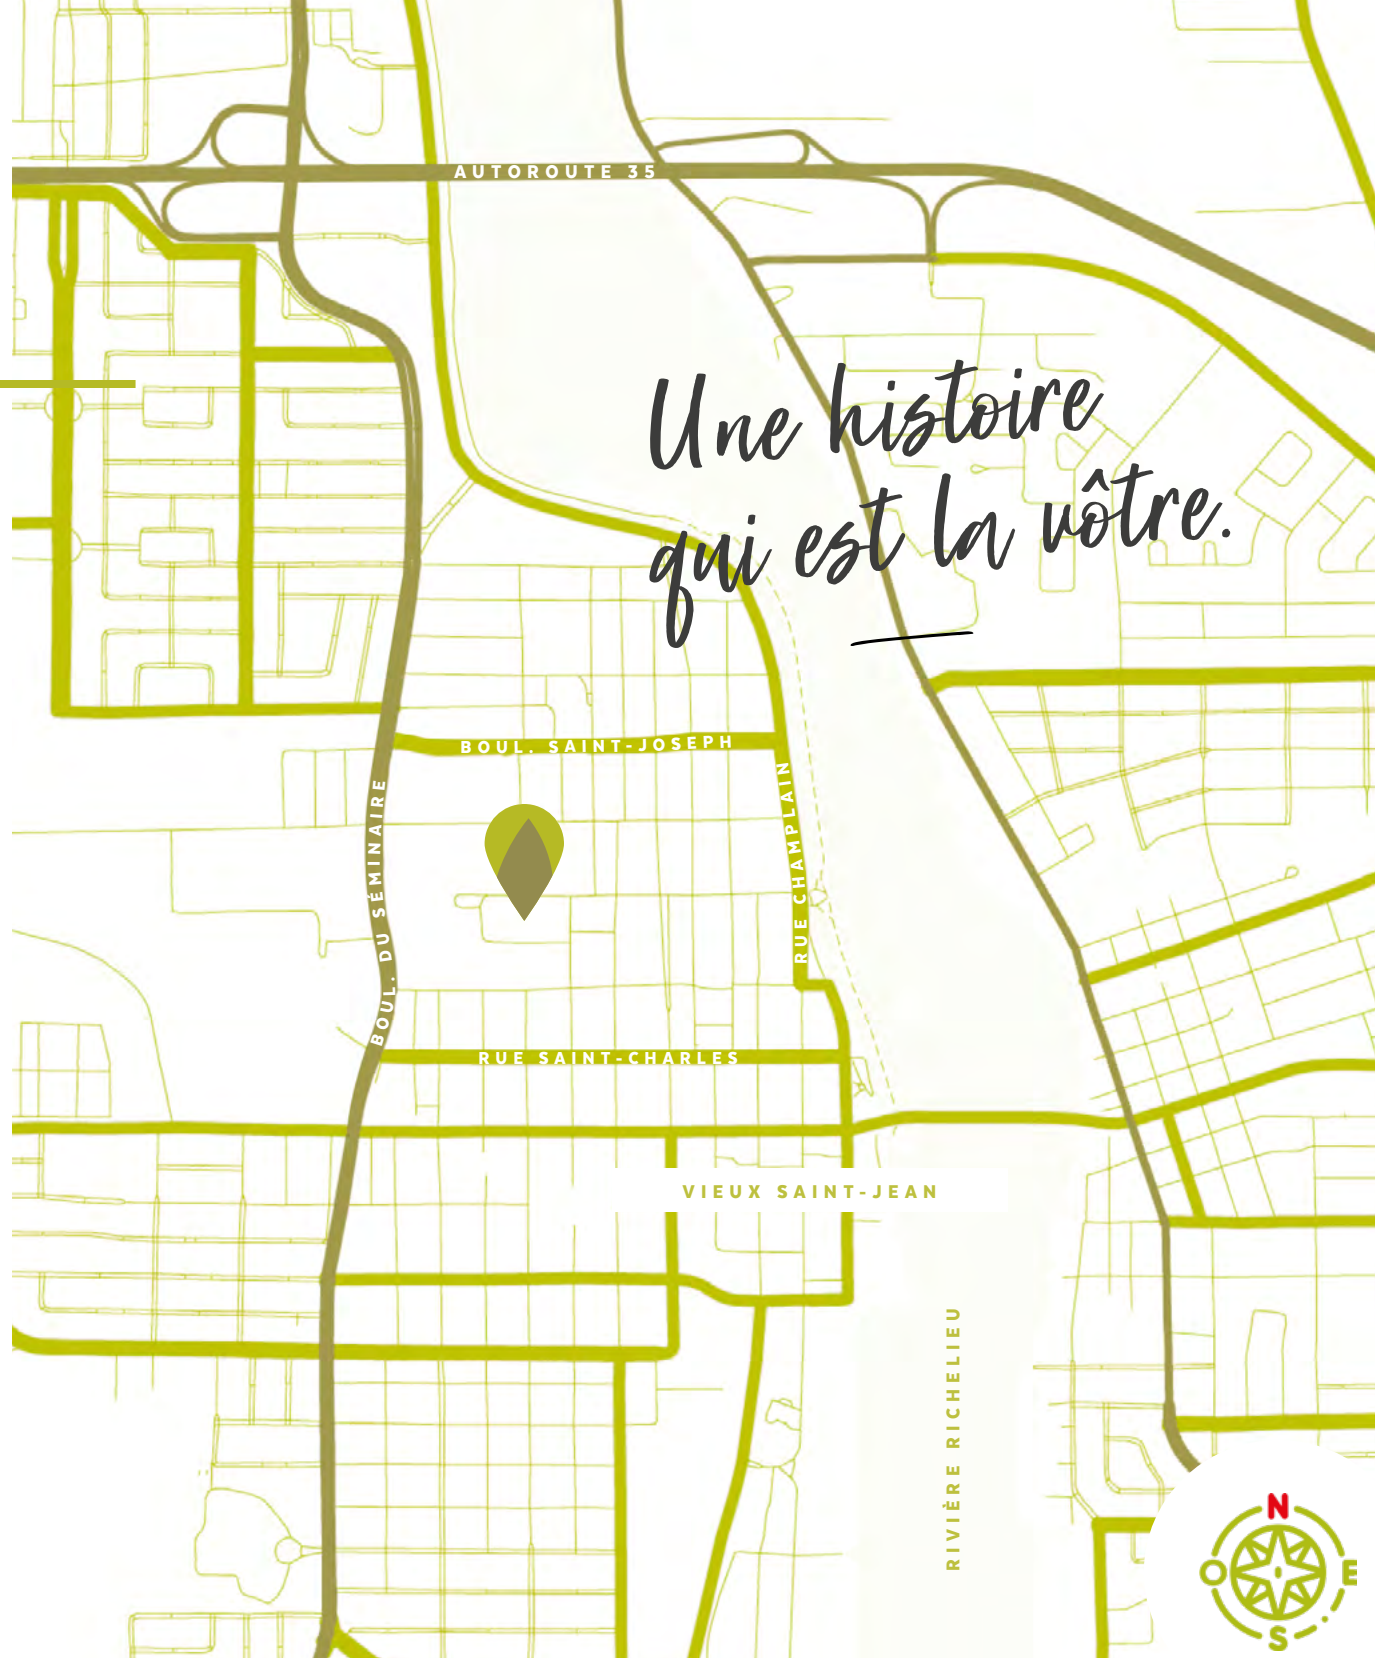 AUTOROUTE 35
Une histoire
qui est la vôtre.
BOUL. SAINT-JOSEPH
BOUL. DU SÉMINAIRE
RUE CHAMPLAIN
RUE SAINT-CHARLES
VIEUX SAINT-JEAN
RIVIÈRE RICHELIEU
N
O
E
S